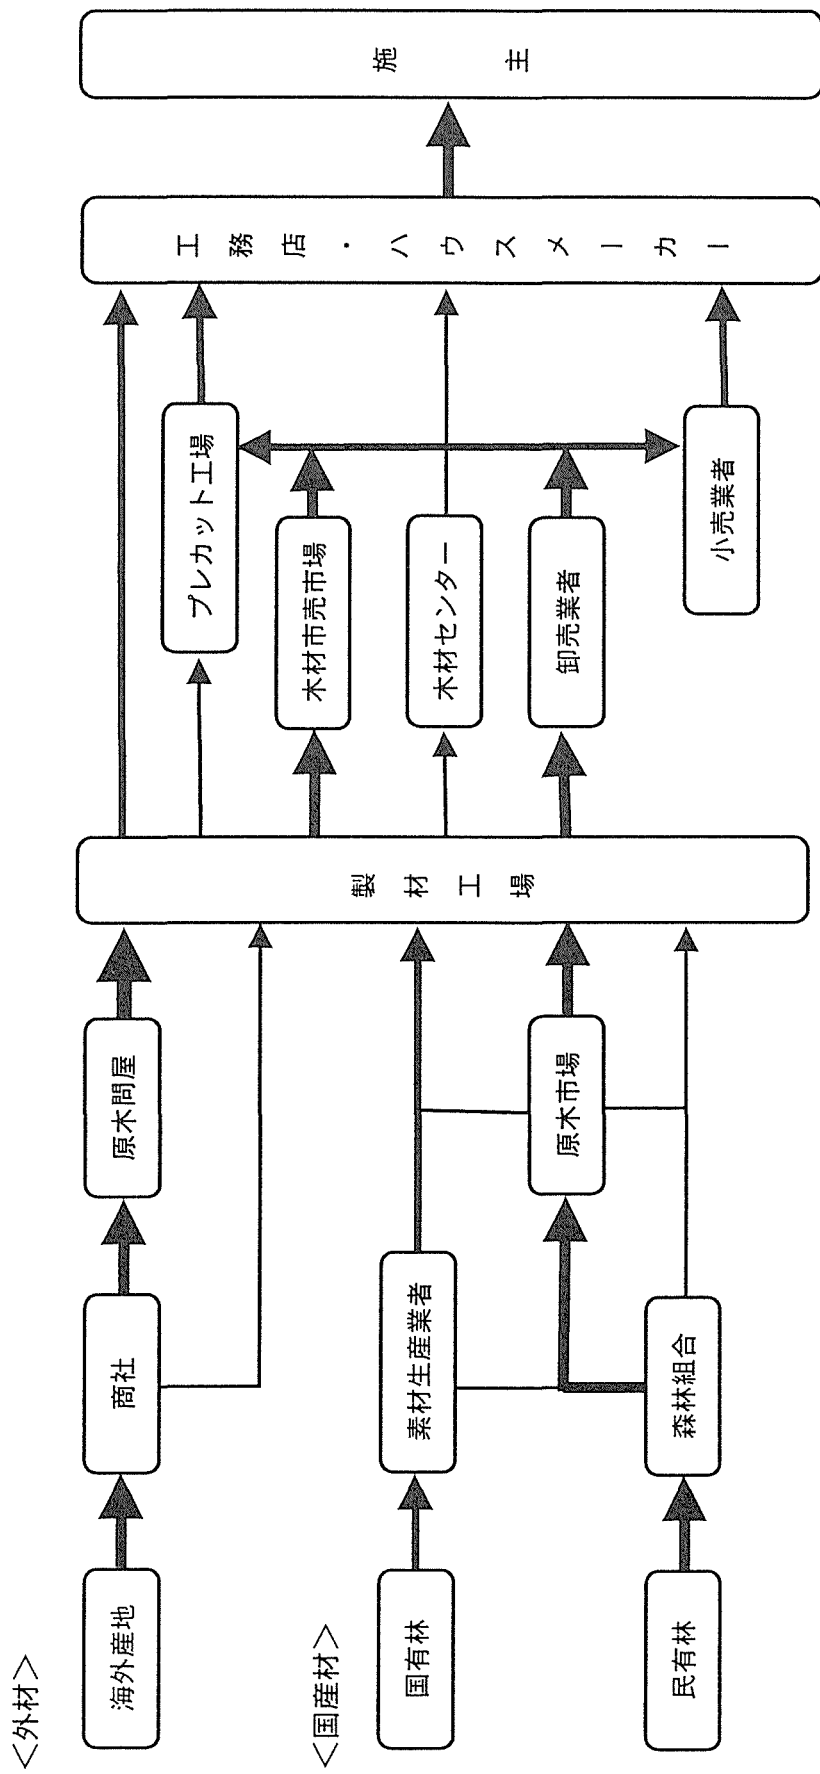 <外材>
海外産地
商社
原木問屋
<国産材>
国有林
素材生産業者
原木市場
民有林
森林組合
製材工場
プレカット工場
木材市売市場
木材センター
卸売業者
小売業者
工務店・ハウスメーカー
施主